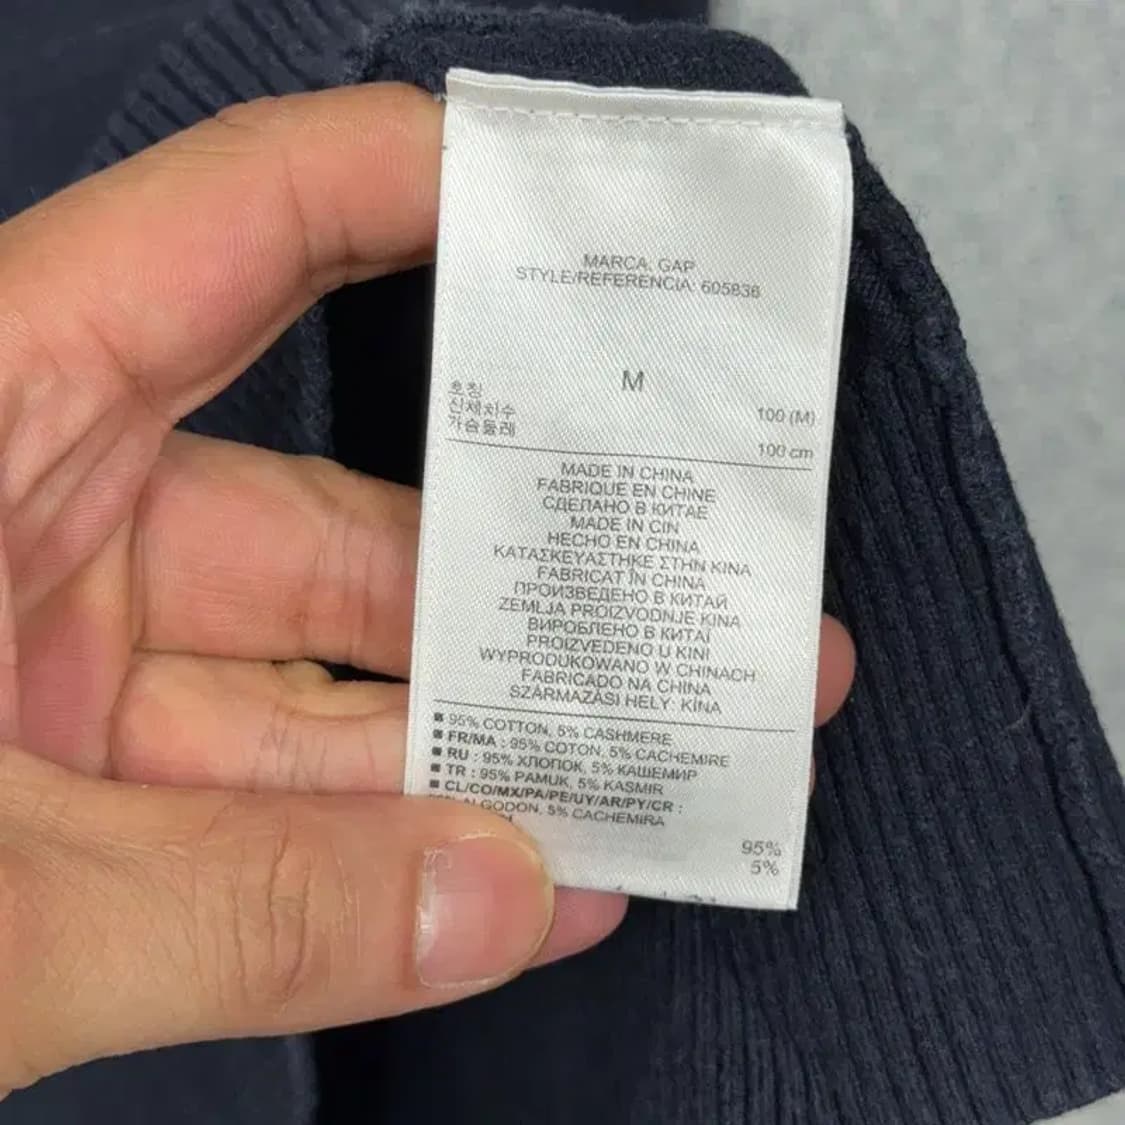 MARCA, GAP
STYLE/REFERENCIA: 605836
M
호칭
신체치수 100 (M)
가슴둘레 100 cm
MADE IN CHINA
FABRIQUE EN CHINE
СДЕЛАНО В КИТАЕ
MADE IN CIN
HECHO EN CHINA
ΚΑΤΑΣΚΕΥΑΣΤΗΚΕ ΣΤΗΝ ΚΙΝΑ
FABRICAT ÎN CHINA
ПРОИЗВЕДЕНО В КИТАЙ
ZEMLJA PROIZVODNJE KINA
ВИРОБЛЕНО В КИТАЇ
PROIZVEDENO U KINI
WYPRODUKOWANO W CHINACH
FABRICADO NA CHINA
SZÁRMAZÁSI HELY: KÍNA
95% COTTON, 5% CASHMERE
FR/MA : 95% COTON, 5% CACHEMIRE
RU : 95% ХЛОПОК, 5% КАШЕМИР
TR : 95% PAMUK, 5% KASMIR
CL/CO/MX/PA/PE/UY/AR/PY/CR :
ALGODON, 5% CACHEMIRA
95%
5%